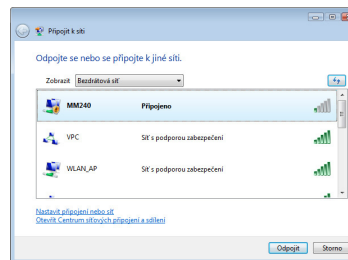 Připojit k síti
Odpojte se nebo se připojte k jiné síti.
Zobrazit Bezdrátová síť
MM240 Připojeno
VPC Síť s podporou zabezpečení
WLAN_AP Síť s podporou zabezpečení
Nastavit připojení nebo síť
Otevřít Centrum síťových připojení a sdílení
Odpojit Storno